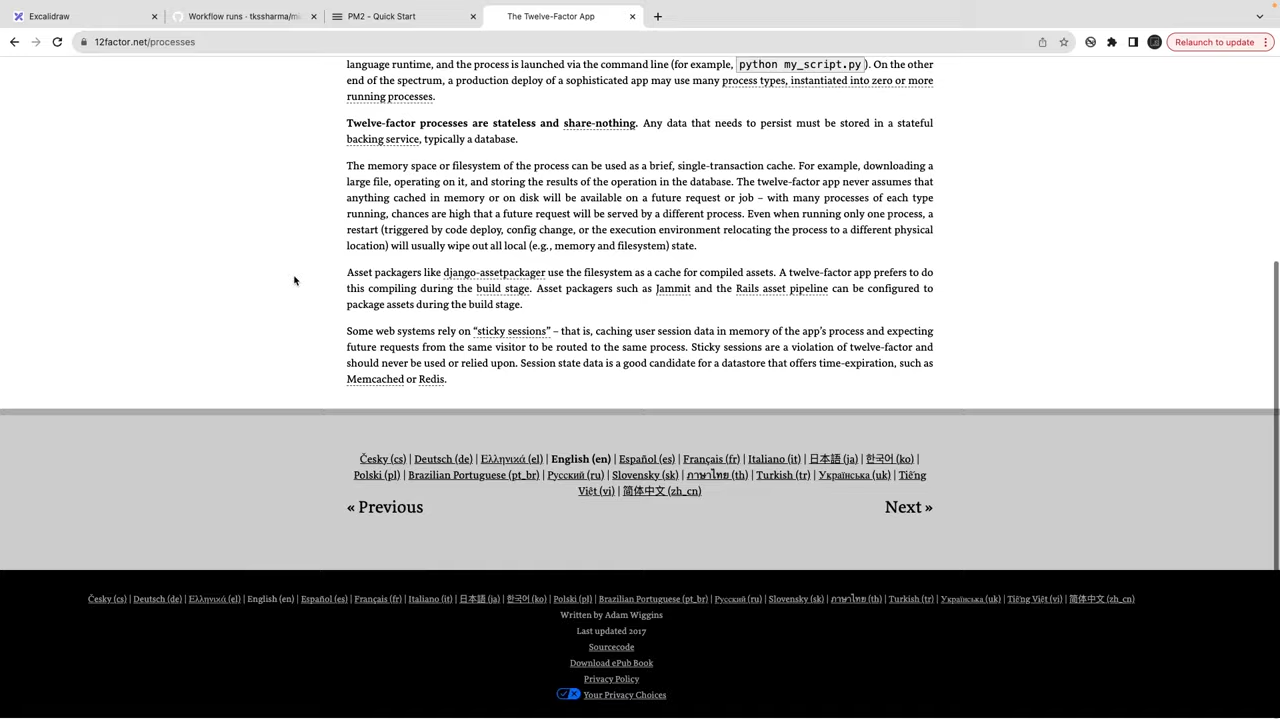 Excalidraw
Workflow runs · tkssharma/mi
PM2 - Quick Start
The Twelve-Factor App
12factor.net/processes
Relaunch to update
language runtime, and the process is launched via the command line (for example, python my_script.py). On the other
end of the spectrum, a production deploy of a sophisticated app may use many process types, instantiated into zero or more
running processes.
Twelve-factor processes are stateless and share-nothing. Any data that needs to persist must be stored in a stateful
backing service, typically a database.
The memory space or filesystem of the process can be used as a brief, single-transaction cache. For example, downloading a
large file, operating on it, and storing the results of the operation in the database. The twelve-factor app never assumes that
anything cached in memory or on disk will be available on a future request or job – with many processes of each type
running, chances are high that a future request will be served by a different process. Even when running only one process, a
restart (triggered by code deploy, config change, or the execution environment relocating the process to a different physical
location) will usually wipe out all local (e.g., memory and filesystem) state.
Asset packagers like django-assetpackager use the filesystem as a cache for compiled assets. A twelve-factor app prefers to do
this compiling during the build stage. Asset packagers such as Jammit and the Rails asset pipeline can be configured to
package assets during the build stage.
Some web systems rely on “sticky sessions” – that is, caching user session data in memory of the app’s process and expecting
future requests from the same visitor to be routed to the same process. Sticky sessions are a violation of twelve-factor and
should never be used or relied upon. Session state data is a good candidate for a datastore that offers time-expiration, such as
Memcached or Redis.
Česky (cs) | Deutsch (de) | Ελληνικά (el) | English (en) | Español (es) | Français (fr) | Italiano (it) | 日本語 (ja) | 한국어 (ko) |
Polski (pl) | Brazilian Portuguese (pt_br) | Русский (ru) | Slovensky (sk) | ภาษาไทย (th) | Turkish (tr) | Українська (uk) | Tiếng
Việt (vi) | 简体中文 (zh_cn)
« Previous
Next »
Česky (cs) | Deutsch (de) | Ελληνικά (el) | English (en) | Español (es) | Français (fr) | Italiano (it) | 日本語 (ja) | 한국어 (ko) | Polski (pl) | Brazilian Portuguese (pt_br) | Русский (ru) | Slovensky (sk) | ภาษาไทย (th) | Turkish (tr) | Українська (uk) | Tiếng Việt (vi) | 简体中文 (zh_cn)
Written by Adam Wiggins
Last updated 2017
Sourcecode
Download ePub Book
Privacy Policy
Your Privacy Choices